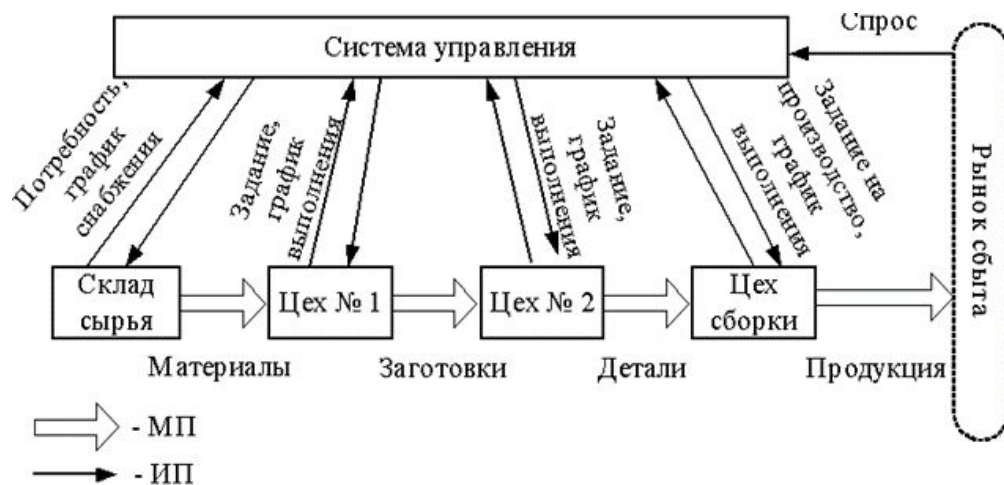 Спрос
Система управления
Потребность,
график
снабжения
Задание,
график
выполнения
Задание,
график
выполнения
Задание на
производство,
график
выполнения
Рынок сбыта
Склад
сырья
Цех № 1
Цех № 2
Цех
сборки
Материалы
Заготовки
Детали
Продукция
- МП
- ИП